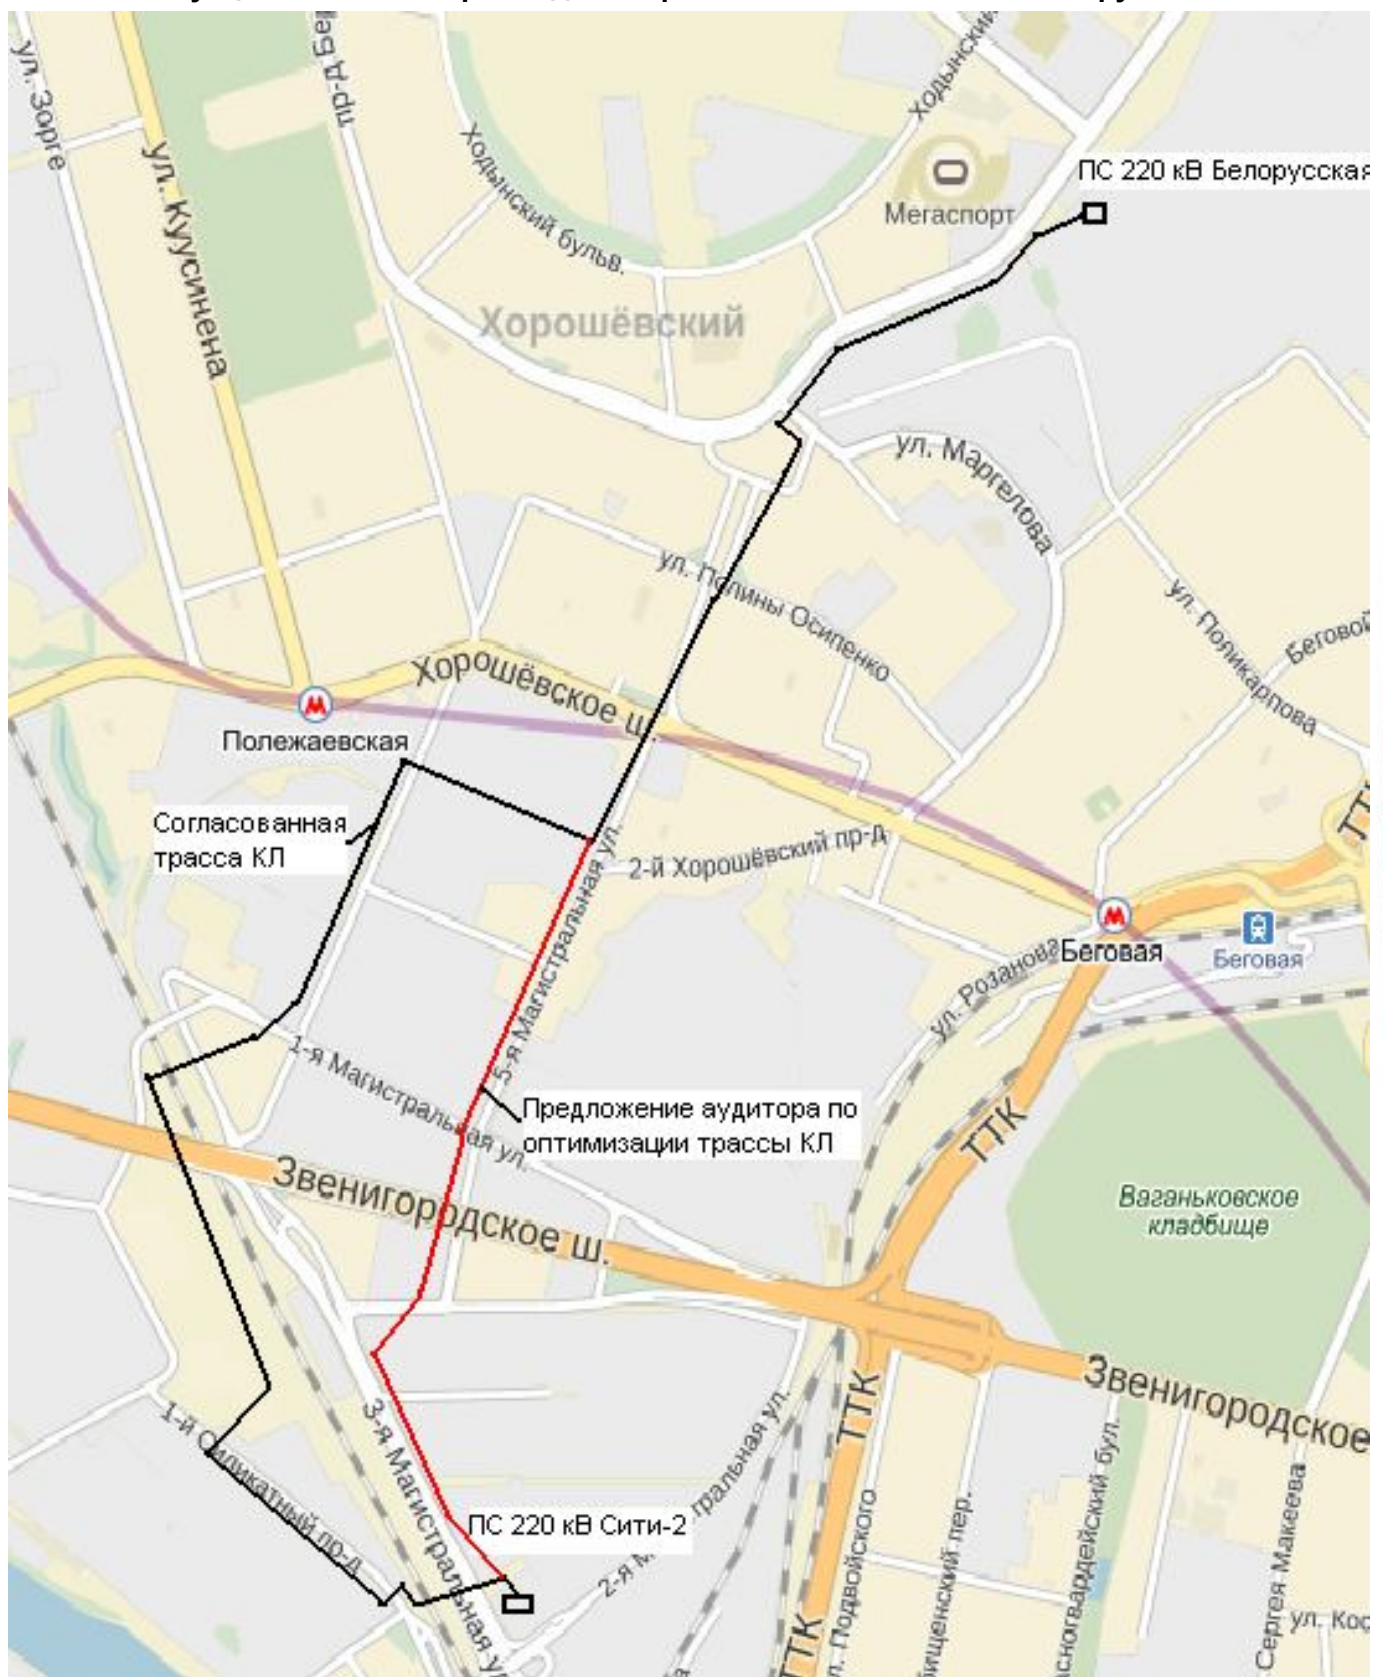 ул. Зорге
ул. Куусинена
Ходынский бульв.
ПС 220 кВ Белорусская
Мегаспорт
Хорошёвский
ул. Маргелова
ул. Полины Осипенко
ул. Поликарпова
Хорошёвское ш.
Полежаевская
Согласованная
трасса КЛ
5-я Магистральная ул.
2-й Хорошёвский пр-д
ТТК
ул. Розанова
Беговая
Беговая
1-я Магистральная ул.
Предложение аудитора по
оптимизации трассы КЛ
ТТК
Ваганьковское
кладбище
Звенигородское ш.
Звенигородское
ТТК
1-й Силикатный пр-д
3-я Магистральная ул.
ПС 220 кВ Сити-2
ТТК
Сергея Макеева